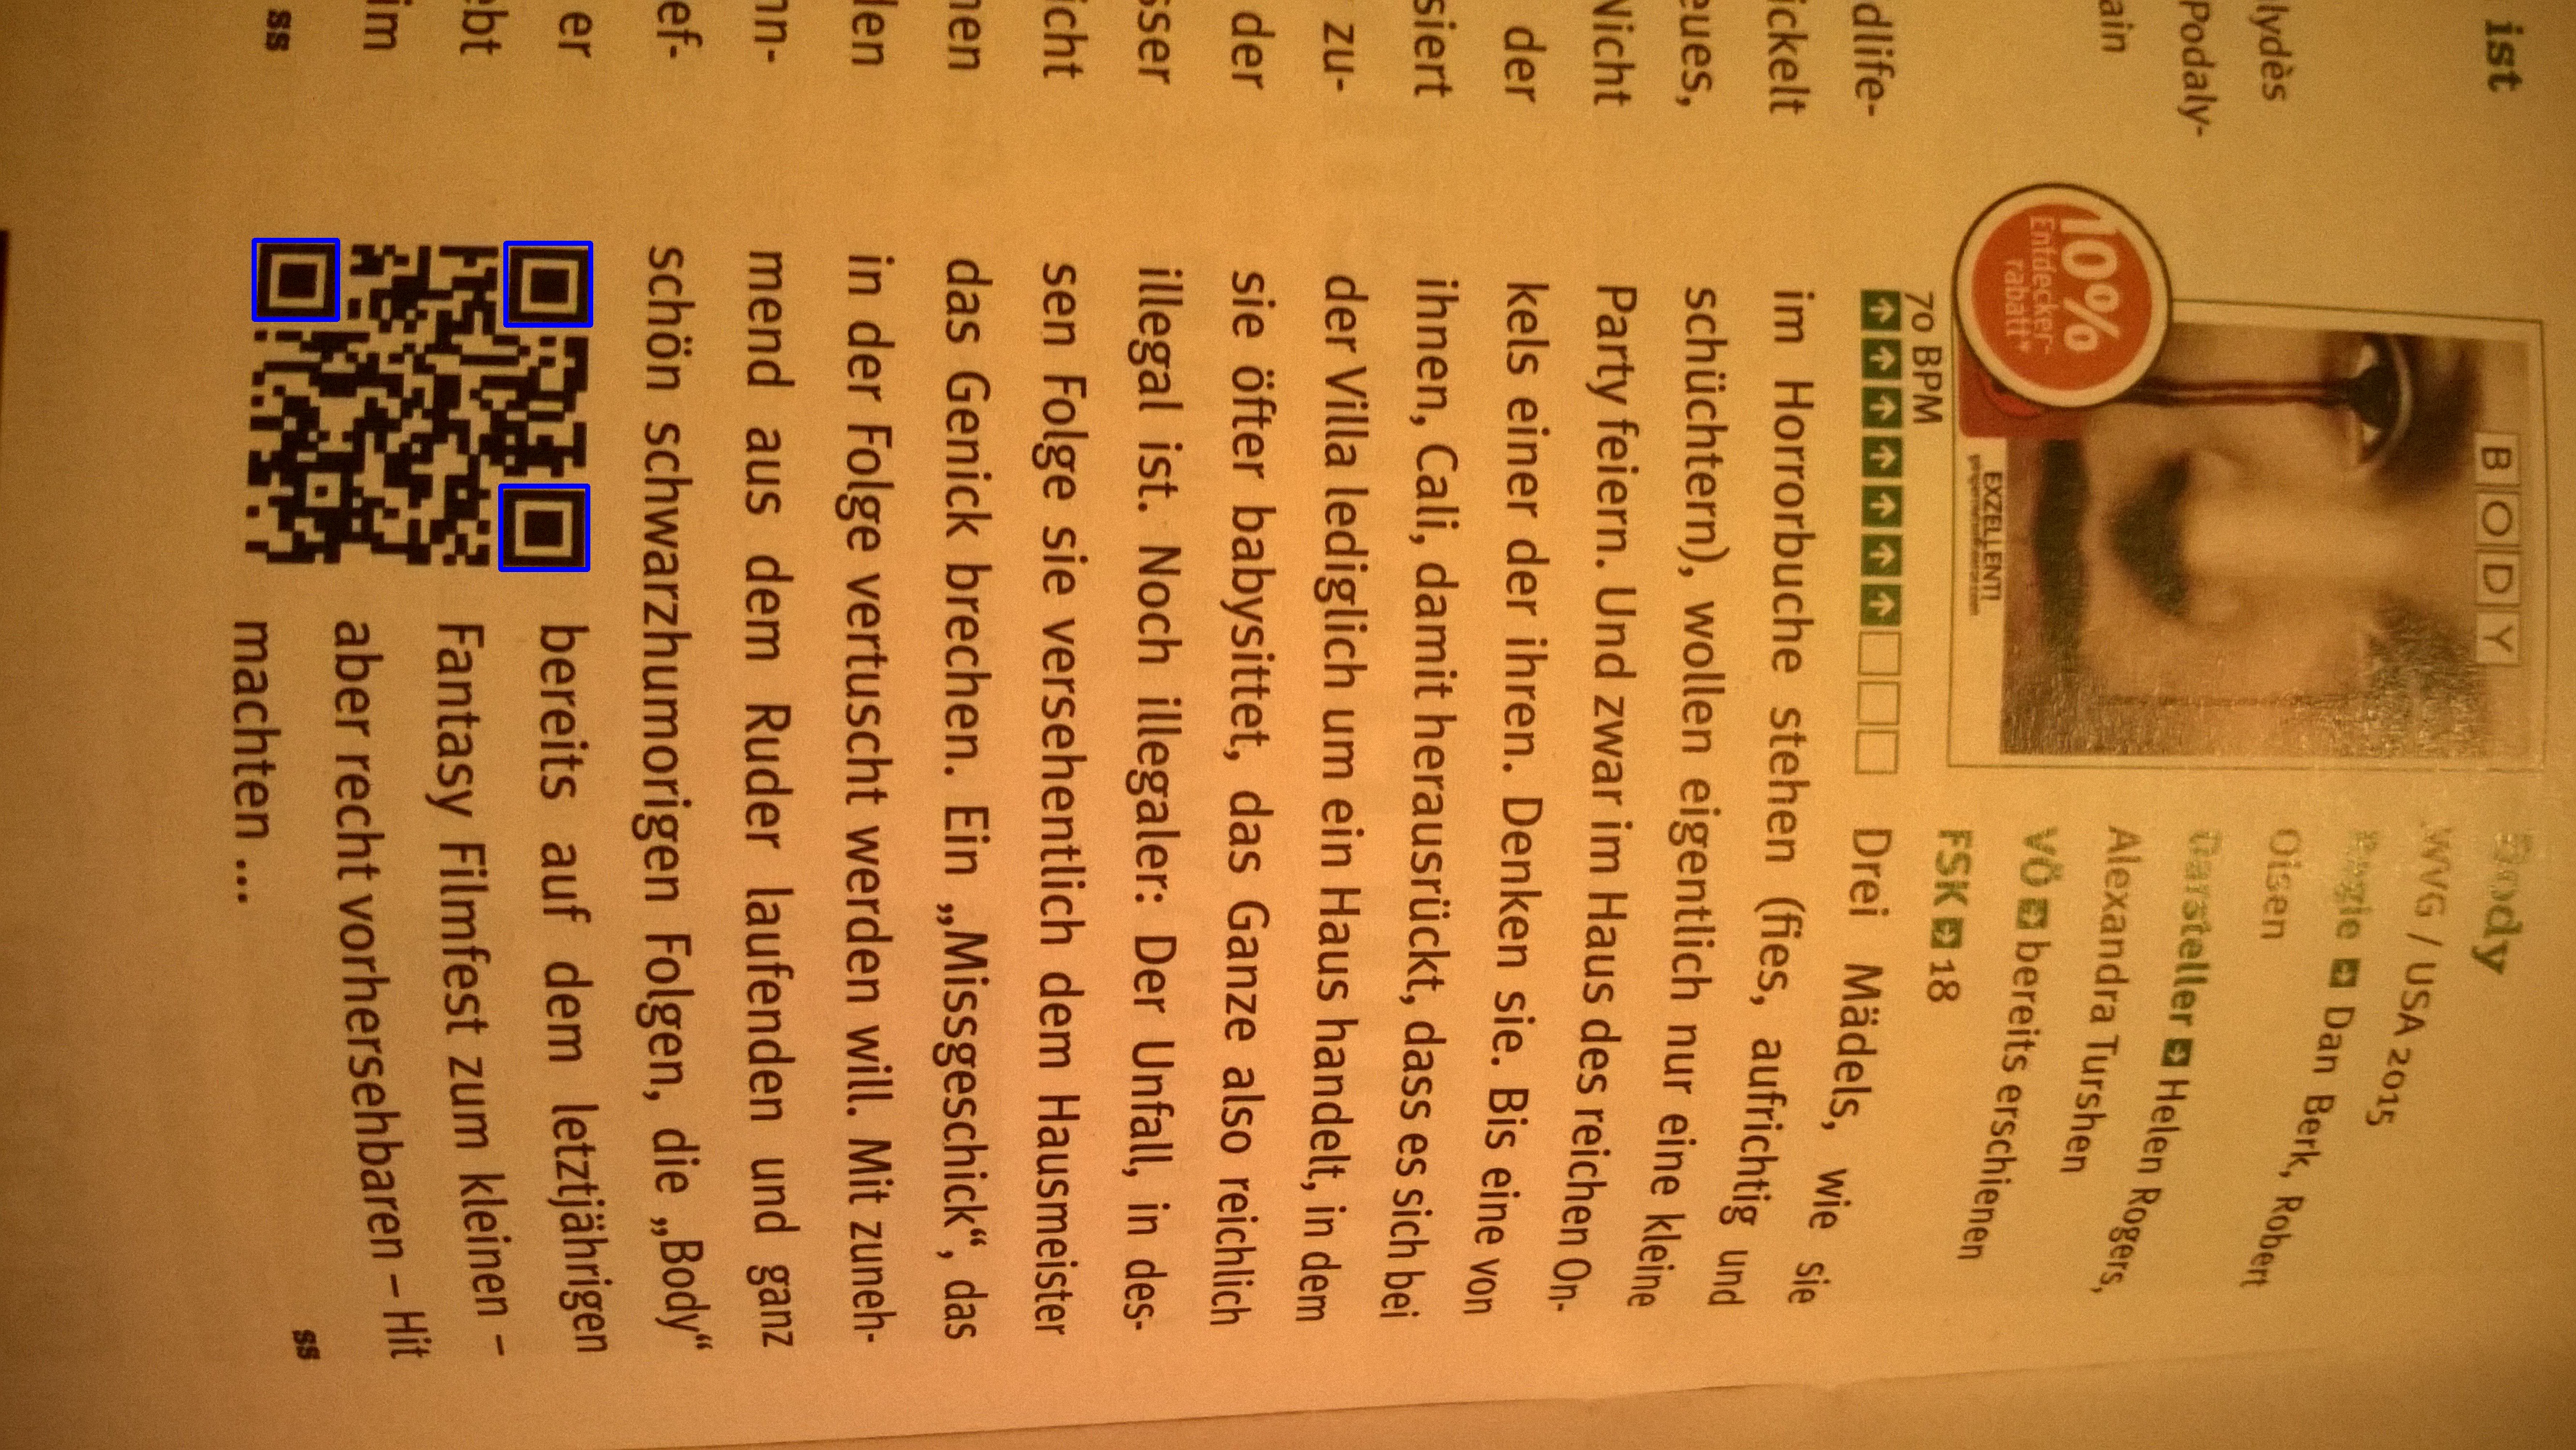 ist
lydès
Podaly-
ain
dlife-
ickelt
eues,
Nicht
der
siert
zu-
der
sser
icht
nen
len
nn-
ef-
er
ebt
im
ss
BODY
10%
Entdecker-
rabatt**
EXZELLENT!
Body
WVG / USA 2015
Regie Dan Berk, Robert
Olsen
Darsteller Helen Rogers,
Alexandra Turshen
VÖ bereits erschienen
FSK 18
70 BPM
Drei Mädels, wie sie
im Horrorbuche stehen (fies, aufrichtig und
schüchtern), wollen eigentlich nur eine kleine
Party feiern. Und zwar im Haus des reichen On-
kels einer der ihren. Denken sie. Bis eine von
ihnen, Cali, damit herausrückt, dass es sich bei
der Villa lediglich um ein Haus handelt, in dem
sie öfter babysittet, das Ganze also reichlich
illegal ist. Noch illegaler: Der Unfall, in des-
sen Folge sie versehentlich dem Hausmeister
das Genick brechen. Ein „Missgeschick“, das
in der Folge vertuscht werden will. Mit zuneh-
mend aus dem Ruder laufenden und ganz
schön schwarzhumorigen Folgen, die „Body“
bereits auf dem letztjährigen
Fantasy Filmfest zum kleinen –
aber recht vorhersehbaren – Hit
machten ...
ss